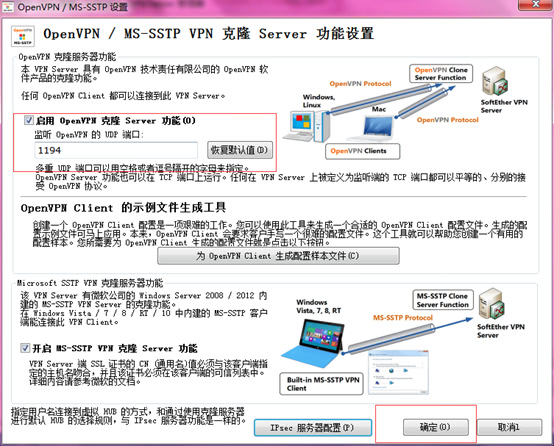 OpenVPN / MS-SSTP 设置
OpenVPN / MS-SSTP VPN 克隆 Server 功能设置
OpenVPN 克隆服务器功能
本 VPN Server 具有 OpenVPN 技术责任有限公司的 OpenVPN 软
件产品的克隆功能。
任何 OpenVPN Client 都可以连接到此 VPN Server。
启用 OpenVPN 克隆 Server 功能(O)
监听 OpenVPN 的 UDP 端口:
1194
恢复默认值(D)
多重 UDP 端口可以用空格或者逗号隔开的字母来指定。
OpenVPN Server 功能也可以在 TCP 端口上运行。任何在 VPN Server 上被定义为监听端的 TCP 端口都可以平等的、分别的接
受 OpenVPN 协议。
OpenVPN Clone
Server Function
OpenVPN Protocol
Windows,
Linux
Mac
SoftEther VPN
Server
OpenVPN Protocol
OpenVPN Clients
OpenVPN Client 的示例文件生成工具
创建一个 OpenVPN Client 配置是一项艰难的工作。您可以使用此工具来生成一个合适的 OpenVPN Client 配置文件。生成的配
置示例文件可马上应用。本来，OpenVPN Client 会要求客户手写一个很难的配置文件。这个工具就可以帮助您创建一个有用的
配置样本。您所需要为 OpenVPN Client 生成的配置文件就是点击以下按钮。
为 OpenVPN Client 生成配置样本文件(C)
Microsoft SSTP VPN 克隆服务器功能
该 VPN Server 有微软公司的 Windows Server 2008 / 2012 内
建的 MS-SSTP VPN Server 的克隆功能。
在 Windows Vista / 7 / 8 / RT / 10 中内建的 MS-SSTP 客户
端能连接此 VPN Client。
开启 MS-SSTP VPN 克隆 Server 功能
VPN Server 端 SSL 证书的 CN (通用名)值必须与该客户端指
定的主机名吻合，并且该证书必须在该客户端的可信列表中。
详细内容请参考微软的文档。
MS-SSTP Clone
Server Function
Windows
Vista, 7, 8, RT
MS-SSTP Protocol
SoftEther VPN
Server
Built-in MS-SSTP VPN
Client
指定用户名连接到虚拟 HUB 的方式，和通过使用克隆服务器
进行默认 HUB 的选择规则，与 IPsec 服务器功能是一样的。
IPsec 服务器配置(P)
确定(O)
取消l